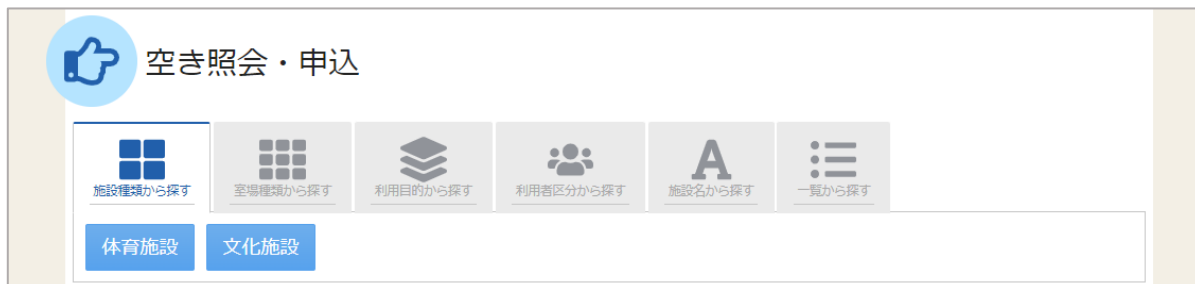 空き照会・申込
施設種類から探す
室場種類から探す
利用目的から探す
利用者区分から探す
施設名から探す
一覧から探す
体育施設
文化施設